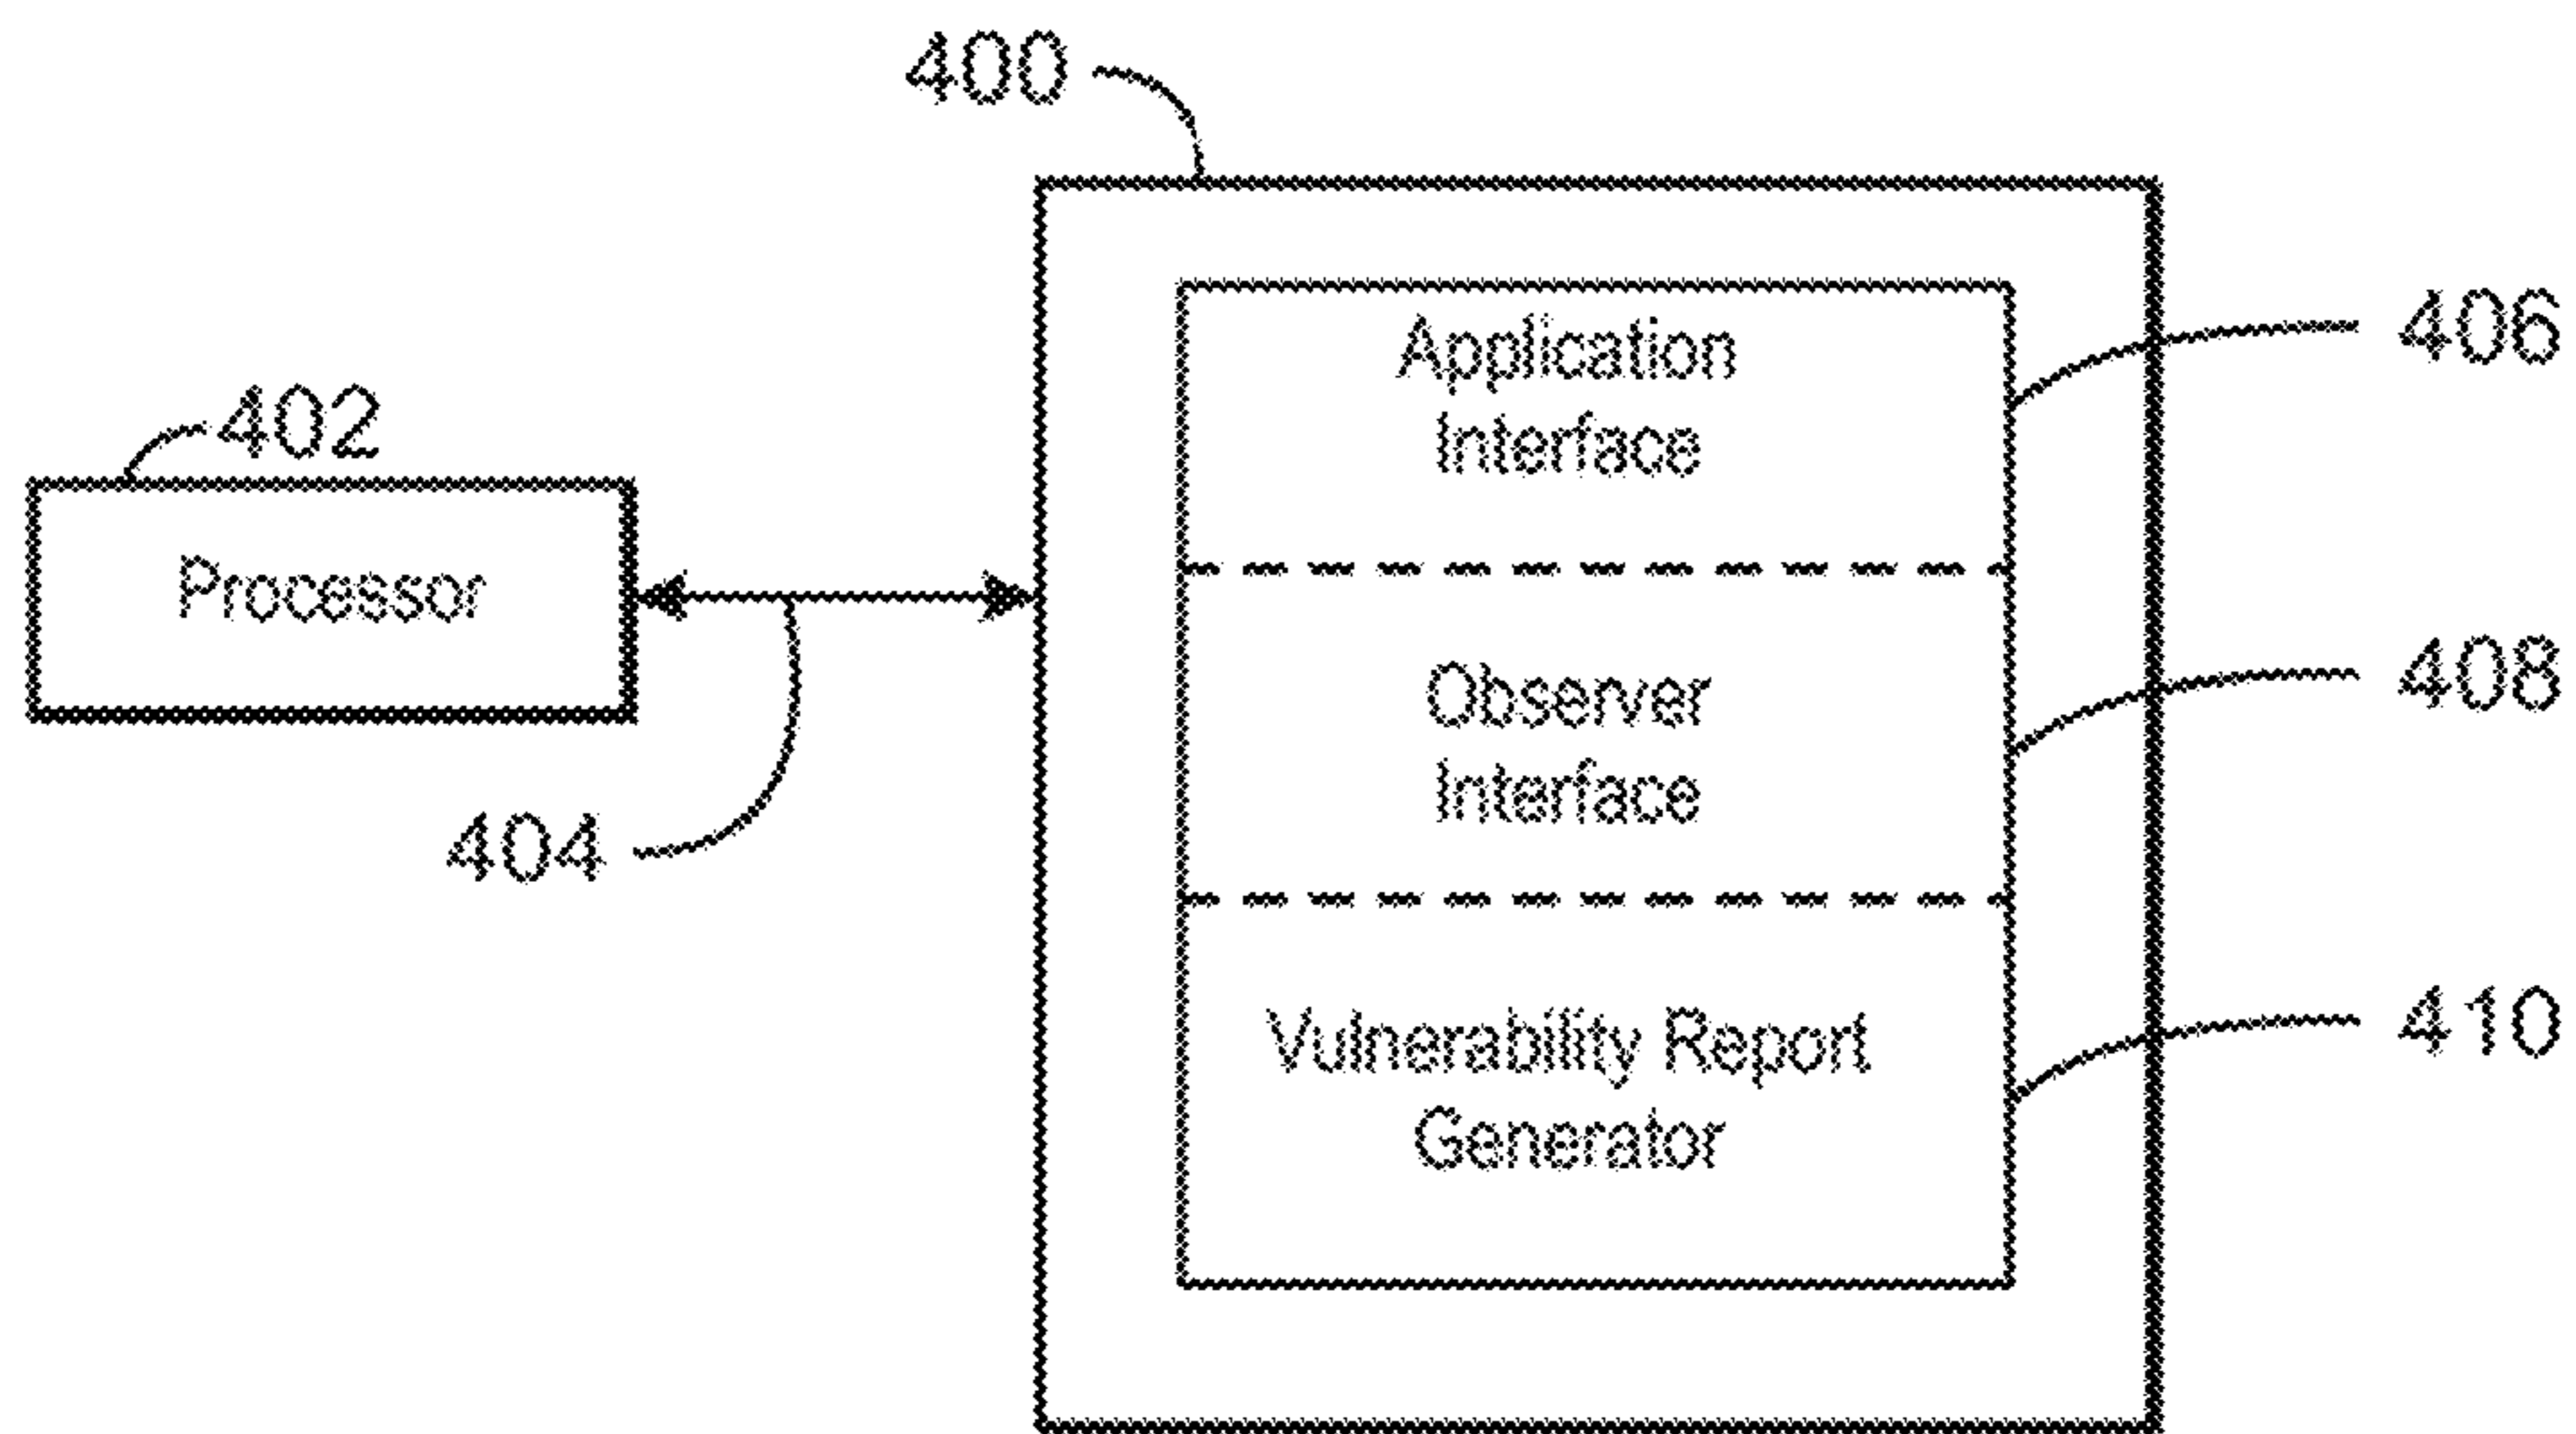 400
402
Processor
404
Application
Interface
406
Observer
Interface
408
Vulnerability Report
Generator
410